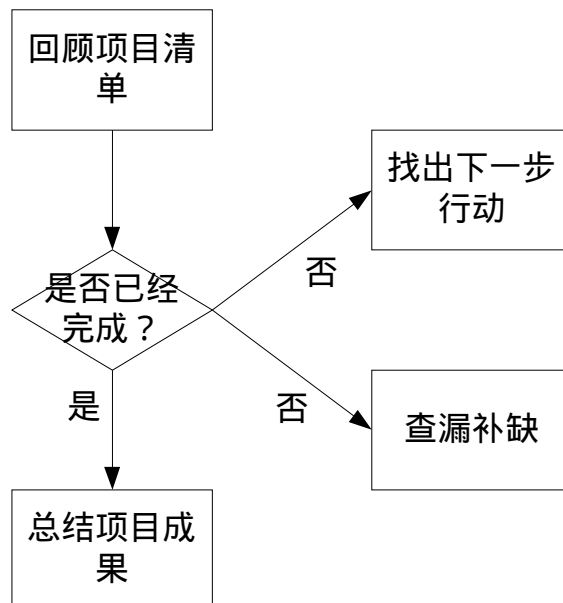 回顾项目清
单
找出下一步
行动
是否已经
完成？
否
是
否
查漏补缺
总结项目成
果